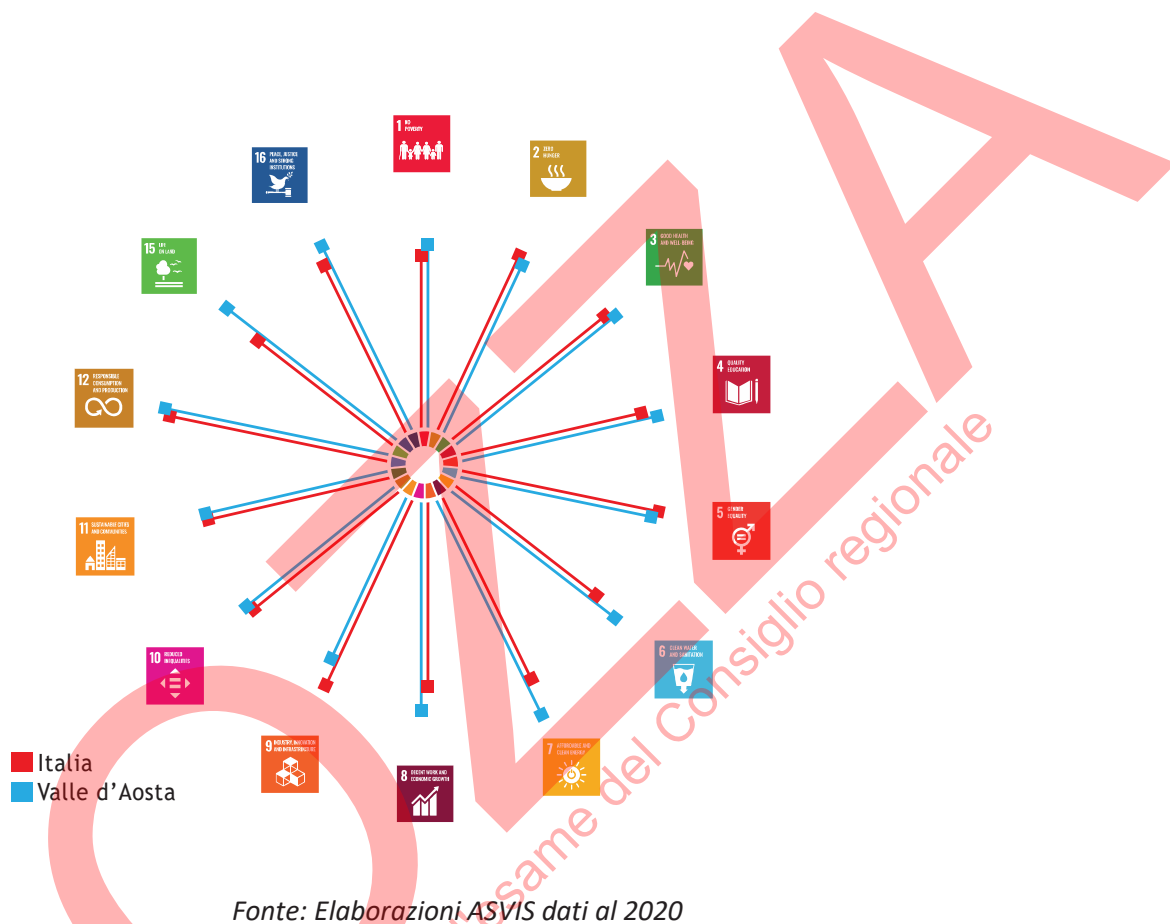 1 NO
POVERTY
2 ZERO
HUNGER
3 GOOD HEALTH
AND WELL-BEING
4 QUALITY
EDUCATION
5 GENDER
EQUALITY
6 CLEAN WATER
AND SANITATION
7 AFFORDABLE AND
CLEAN ENERGY
8 DECENT WORK AND
ECONOMIC GROWTH
9 INDUSTRY, INNOVATION
AND INFRASTRUCTURE
10 REDUCED
INEQUALITIES
11 SUSTAINABLE CITIES
AND COMMUNITIES
12 RESPONSIBLE
CONSUMPTION
AND PRODUCTION
15 LIFE
ON LAND
16 PEACE, JUSTICE
AND STRONG
INSTITUTIONS
Italia
Valle d'Aosta
Fonte: Elaborazioni ASVIS dati al 2020
OZZA
esame del Consiglio regionale